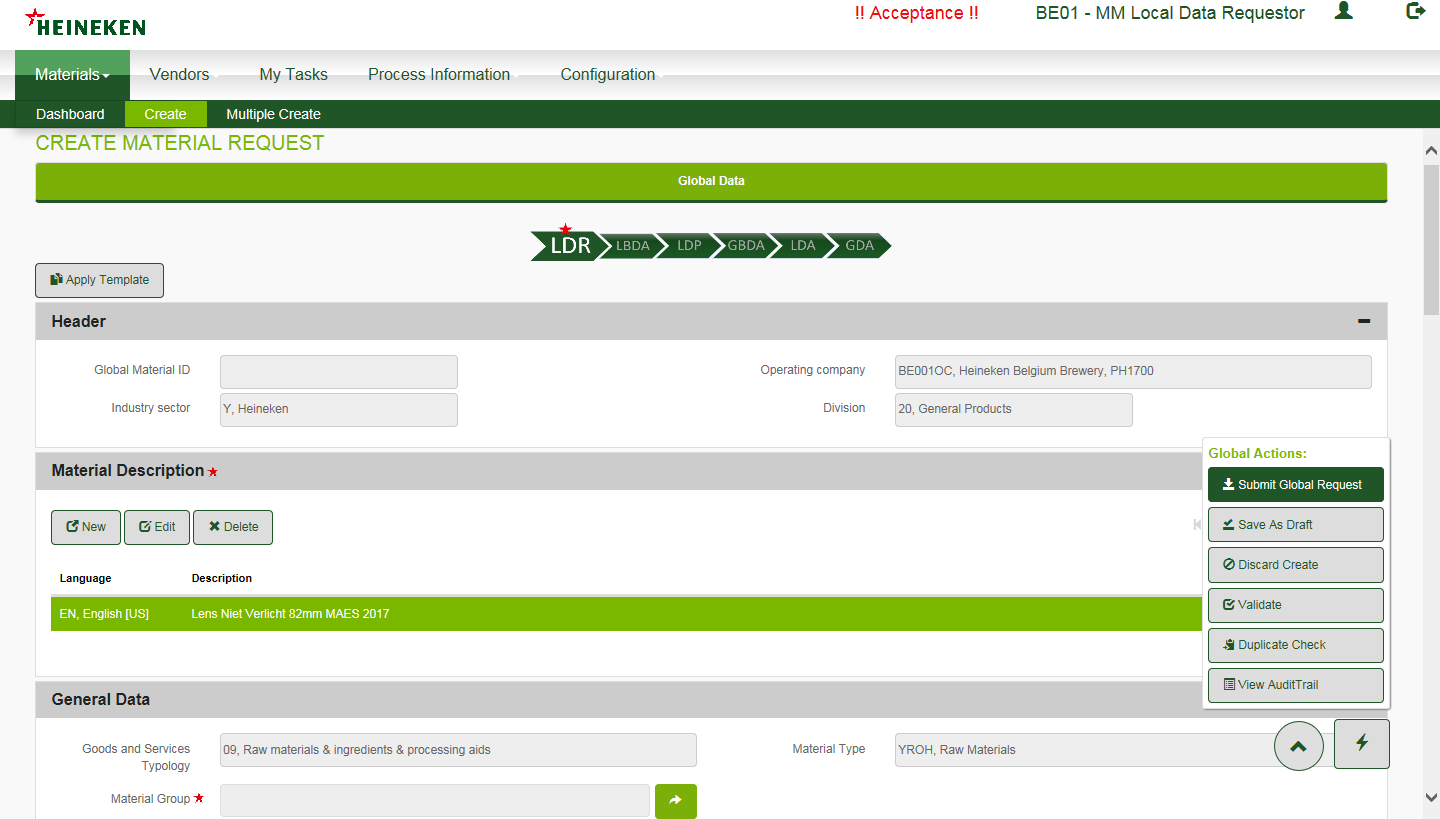 HEINEKEN
!! Acceptance !!
BE01 - MM Local Data Requestor
Materials
Vendors
My Tasks
Process Information
Configuration
Dashboard
Create
Multiple Create
CREATE MATERIAL REQUEST
Global Data
LDR
LBDA
LDP
GBDA
LDA
GDA
Apply Template
Header
Global Material ID
Operating company
BE001OC, Heineken Belgium Brewery, PH1700
Industry sector
Y, Heineken
Division
20, General Products
Material Description
New
Edit
Delete
Language
Description
EN, English [US]
Lens Niet Verlicht 82mm MAES 2017
Global Actions:
Submit Global Request
Save As Draft
Discard Create
Validate
Duplicate Check
View AuditTrail
General Data
Goods and Services
Typology
09, Raw materials & ingredients & processing aids
Material Type
YROH, Raw Materials
Material Group